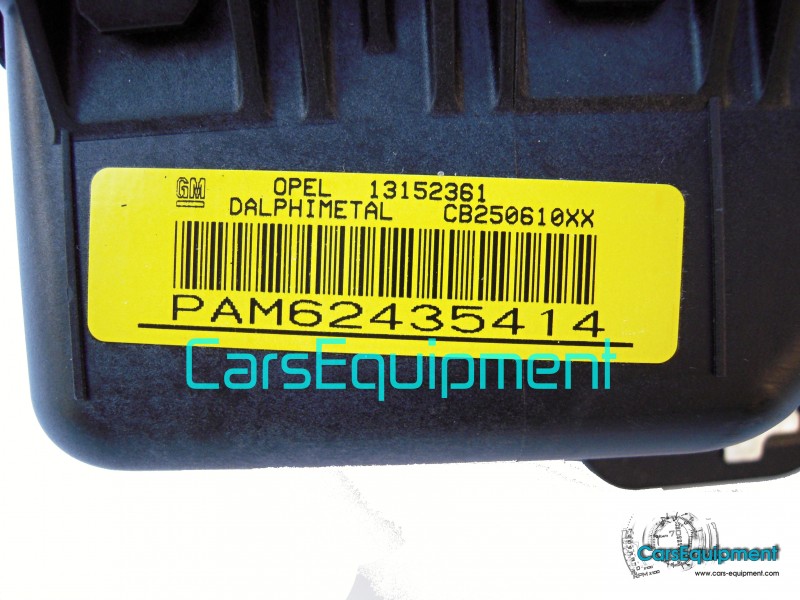 GM OPEL 13152361
DALPHIMETAL CB250610XX
PAM62435414
CarsEquipment
CarsEquipment
www.cars-equipment.com